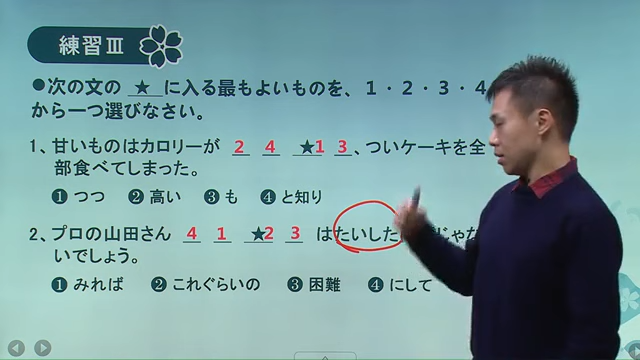 練習Ⅲ
●次の文の ★ に入る最もよいものを、1・2・3・4
から一つ選びなさい。
1、甘いものはカロリーが 2 4 ★1 3、ついケーキを全
部食べてしまった。
❶ つつ ❷ 高い ❸ も ❹ と知り
2、プロの山田さん 4 1 ★2 3 はたいした じゃな
いでしょう。
❶ みれば ❷ これぐらいの ❸ 困難 ❹ にして